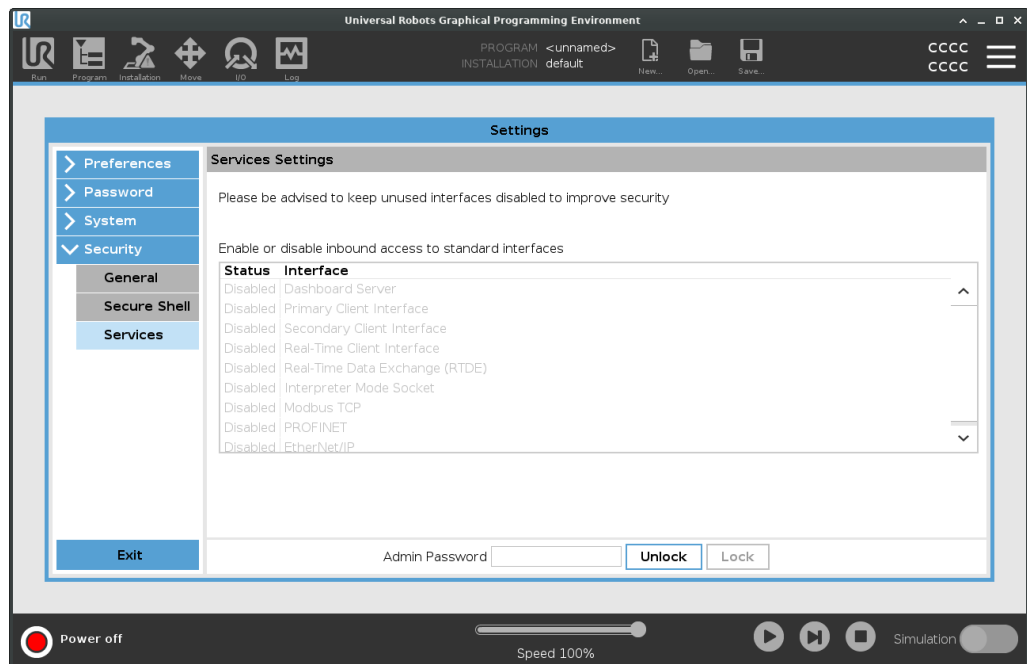 UR
Universal Robots Graphical Programming Environment
UR
Run
Program
Installation
Move
I/O
Log
PROGRAM <unnamed>
INSTALLATION default
New...
Open...
Save...
CCCC
CCCC
Settings
Preferences
Password
System
Security
General
Secure Shell
Services
Exit
Services Settings
Please be advised to keep unused interfaces disabled to improve security
Enable or disable inbound access to standard interfaces
Status Interface
Disabled Dashboard Server
Disabled Primary Client Interface
Disabled Secondary Client Interface
Disabled Real-Time Client Interface
Disabled Real-Time Data Exchange (RTDE)
Disabled Interpreter Mode Socket
Disabled Modbus TCP
Disabled PROFINET
Disabled EtherNet/IP
Admin Password
Unlock
Lock
Power off
Speed 100%
Simulation